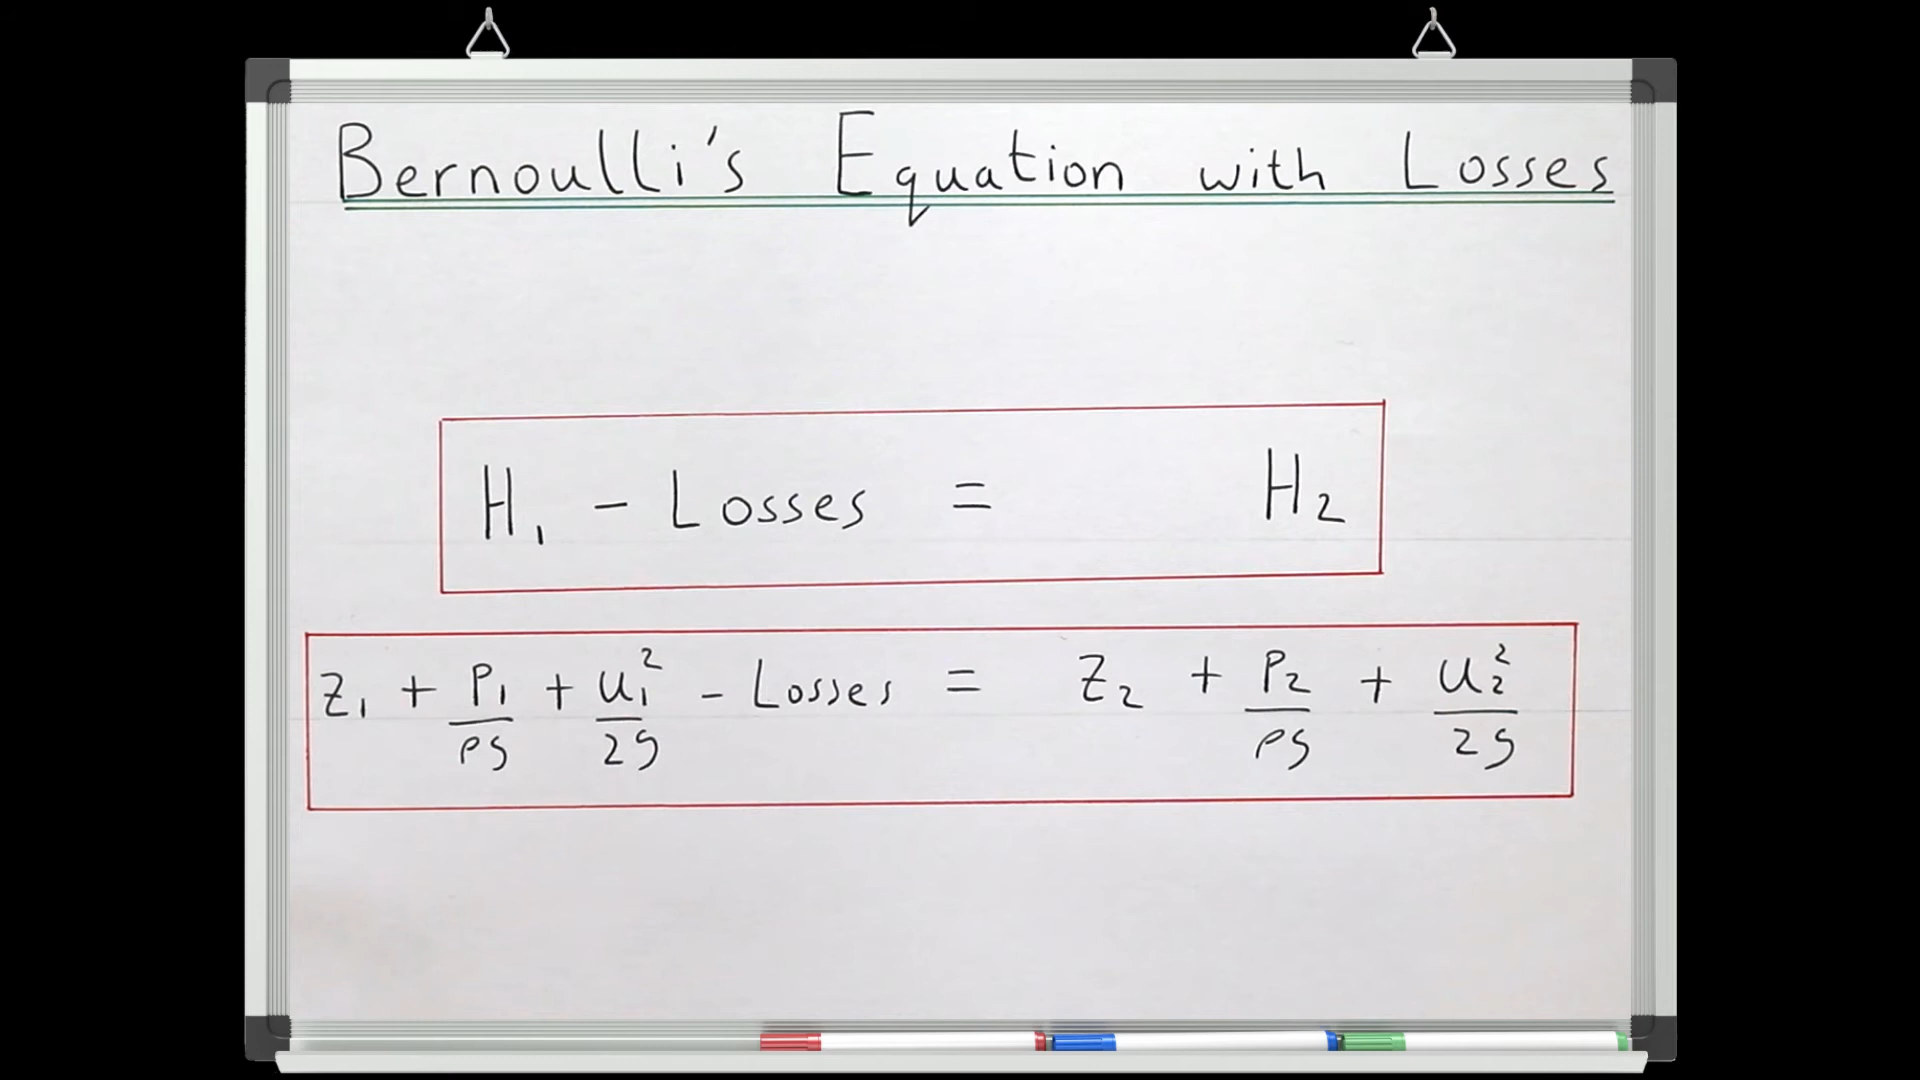 Bernoulli's Equation with Losses
H₁ - Losses = H₂
z₁ + p₁/ρg + u₁²/2g - Losses = z₂ + p₂/ρg + u₂²/2g